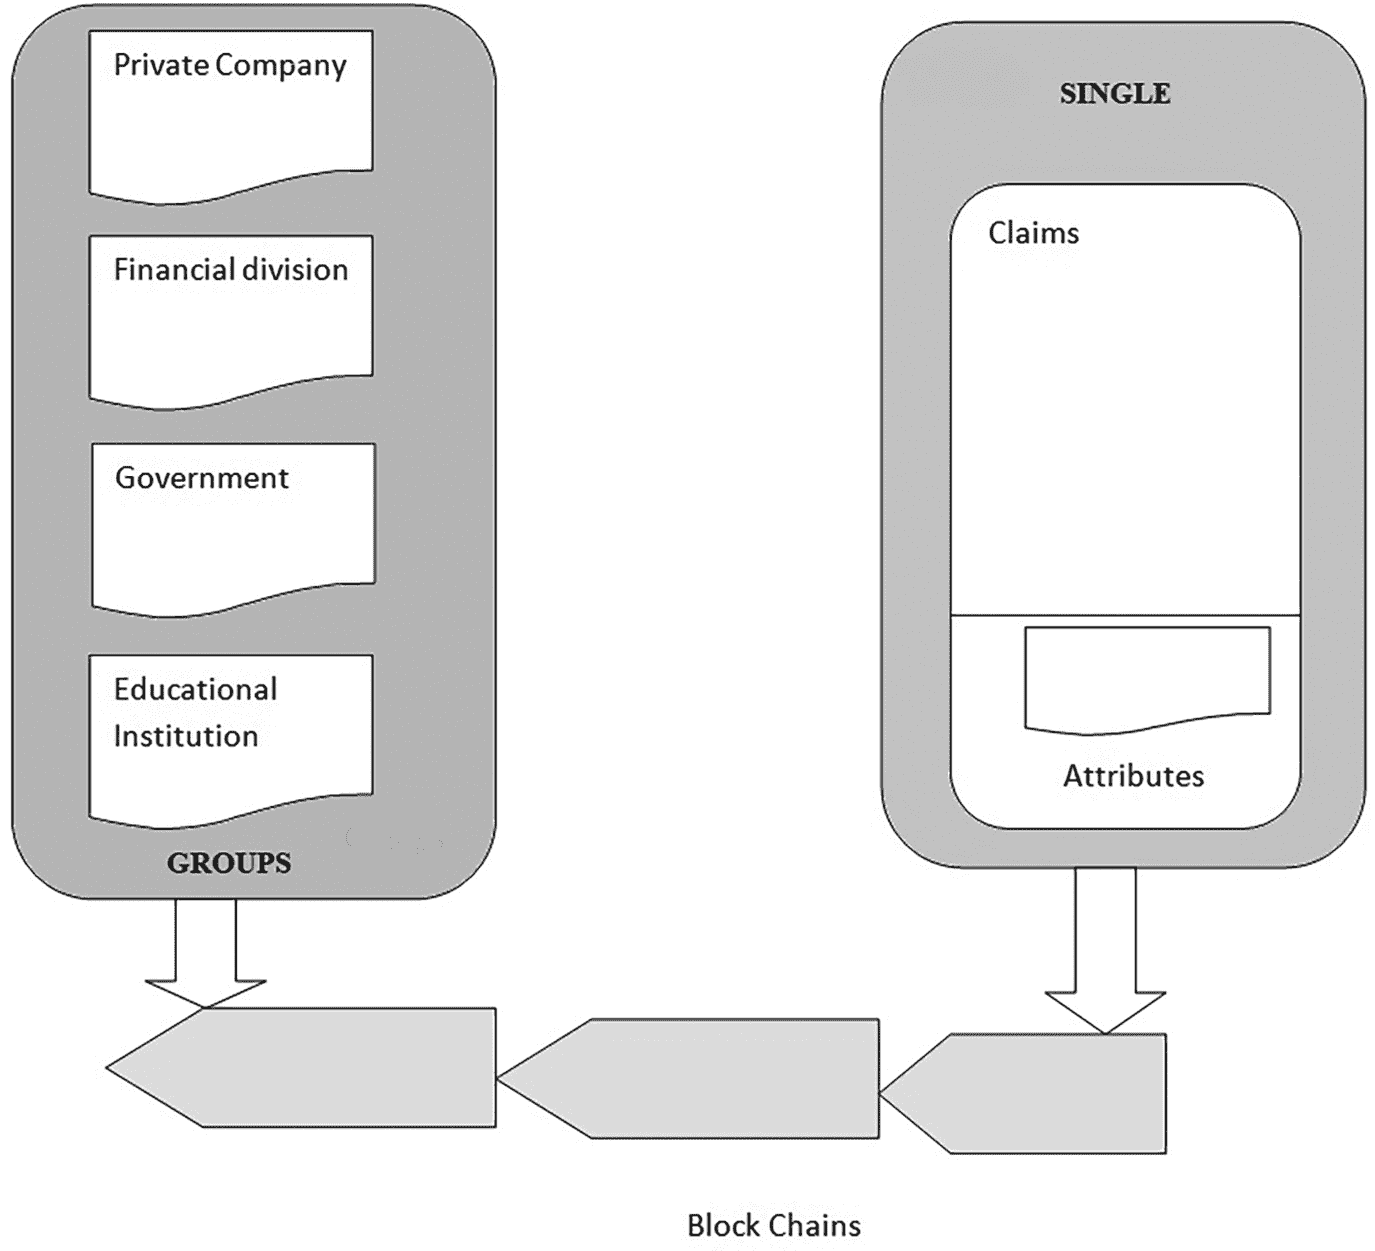 Private Company
Financial division
Government
Educational
Institution
GROUPS
SINGLE
Claims
Attributes
Block Chains